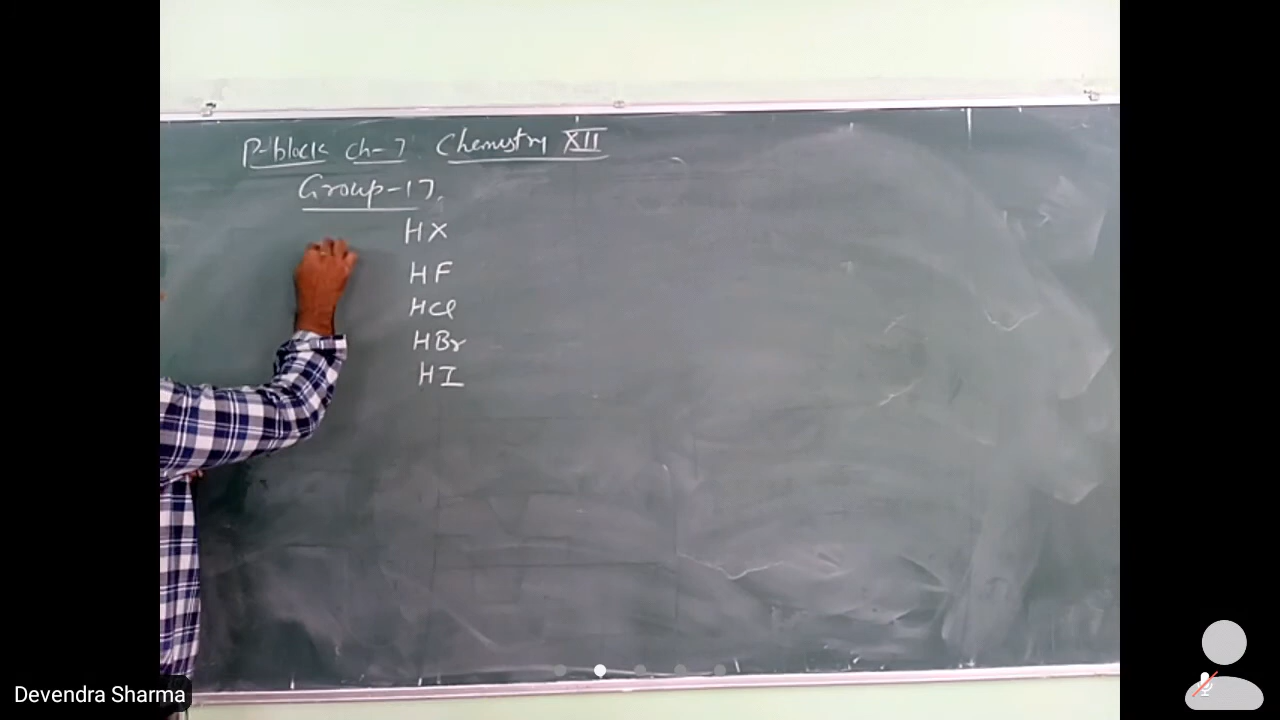 P-block ch-7 Chemistry XII
Group-17.
HX
HF
HCl
HBr
HI
Devendra Sharma